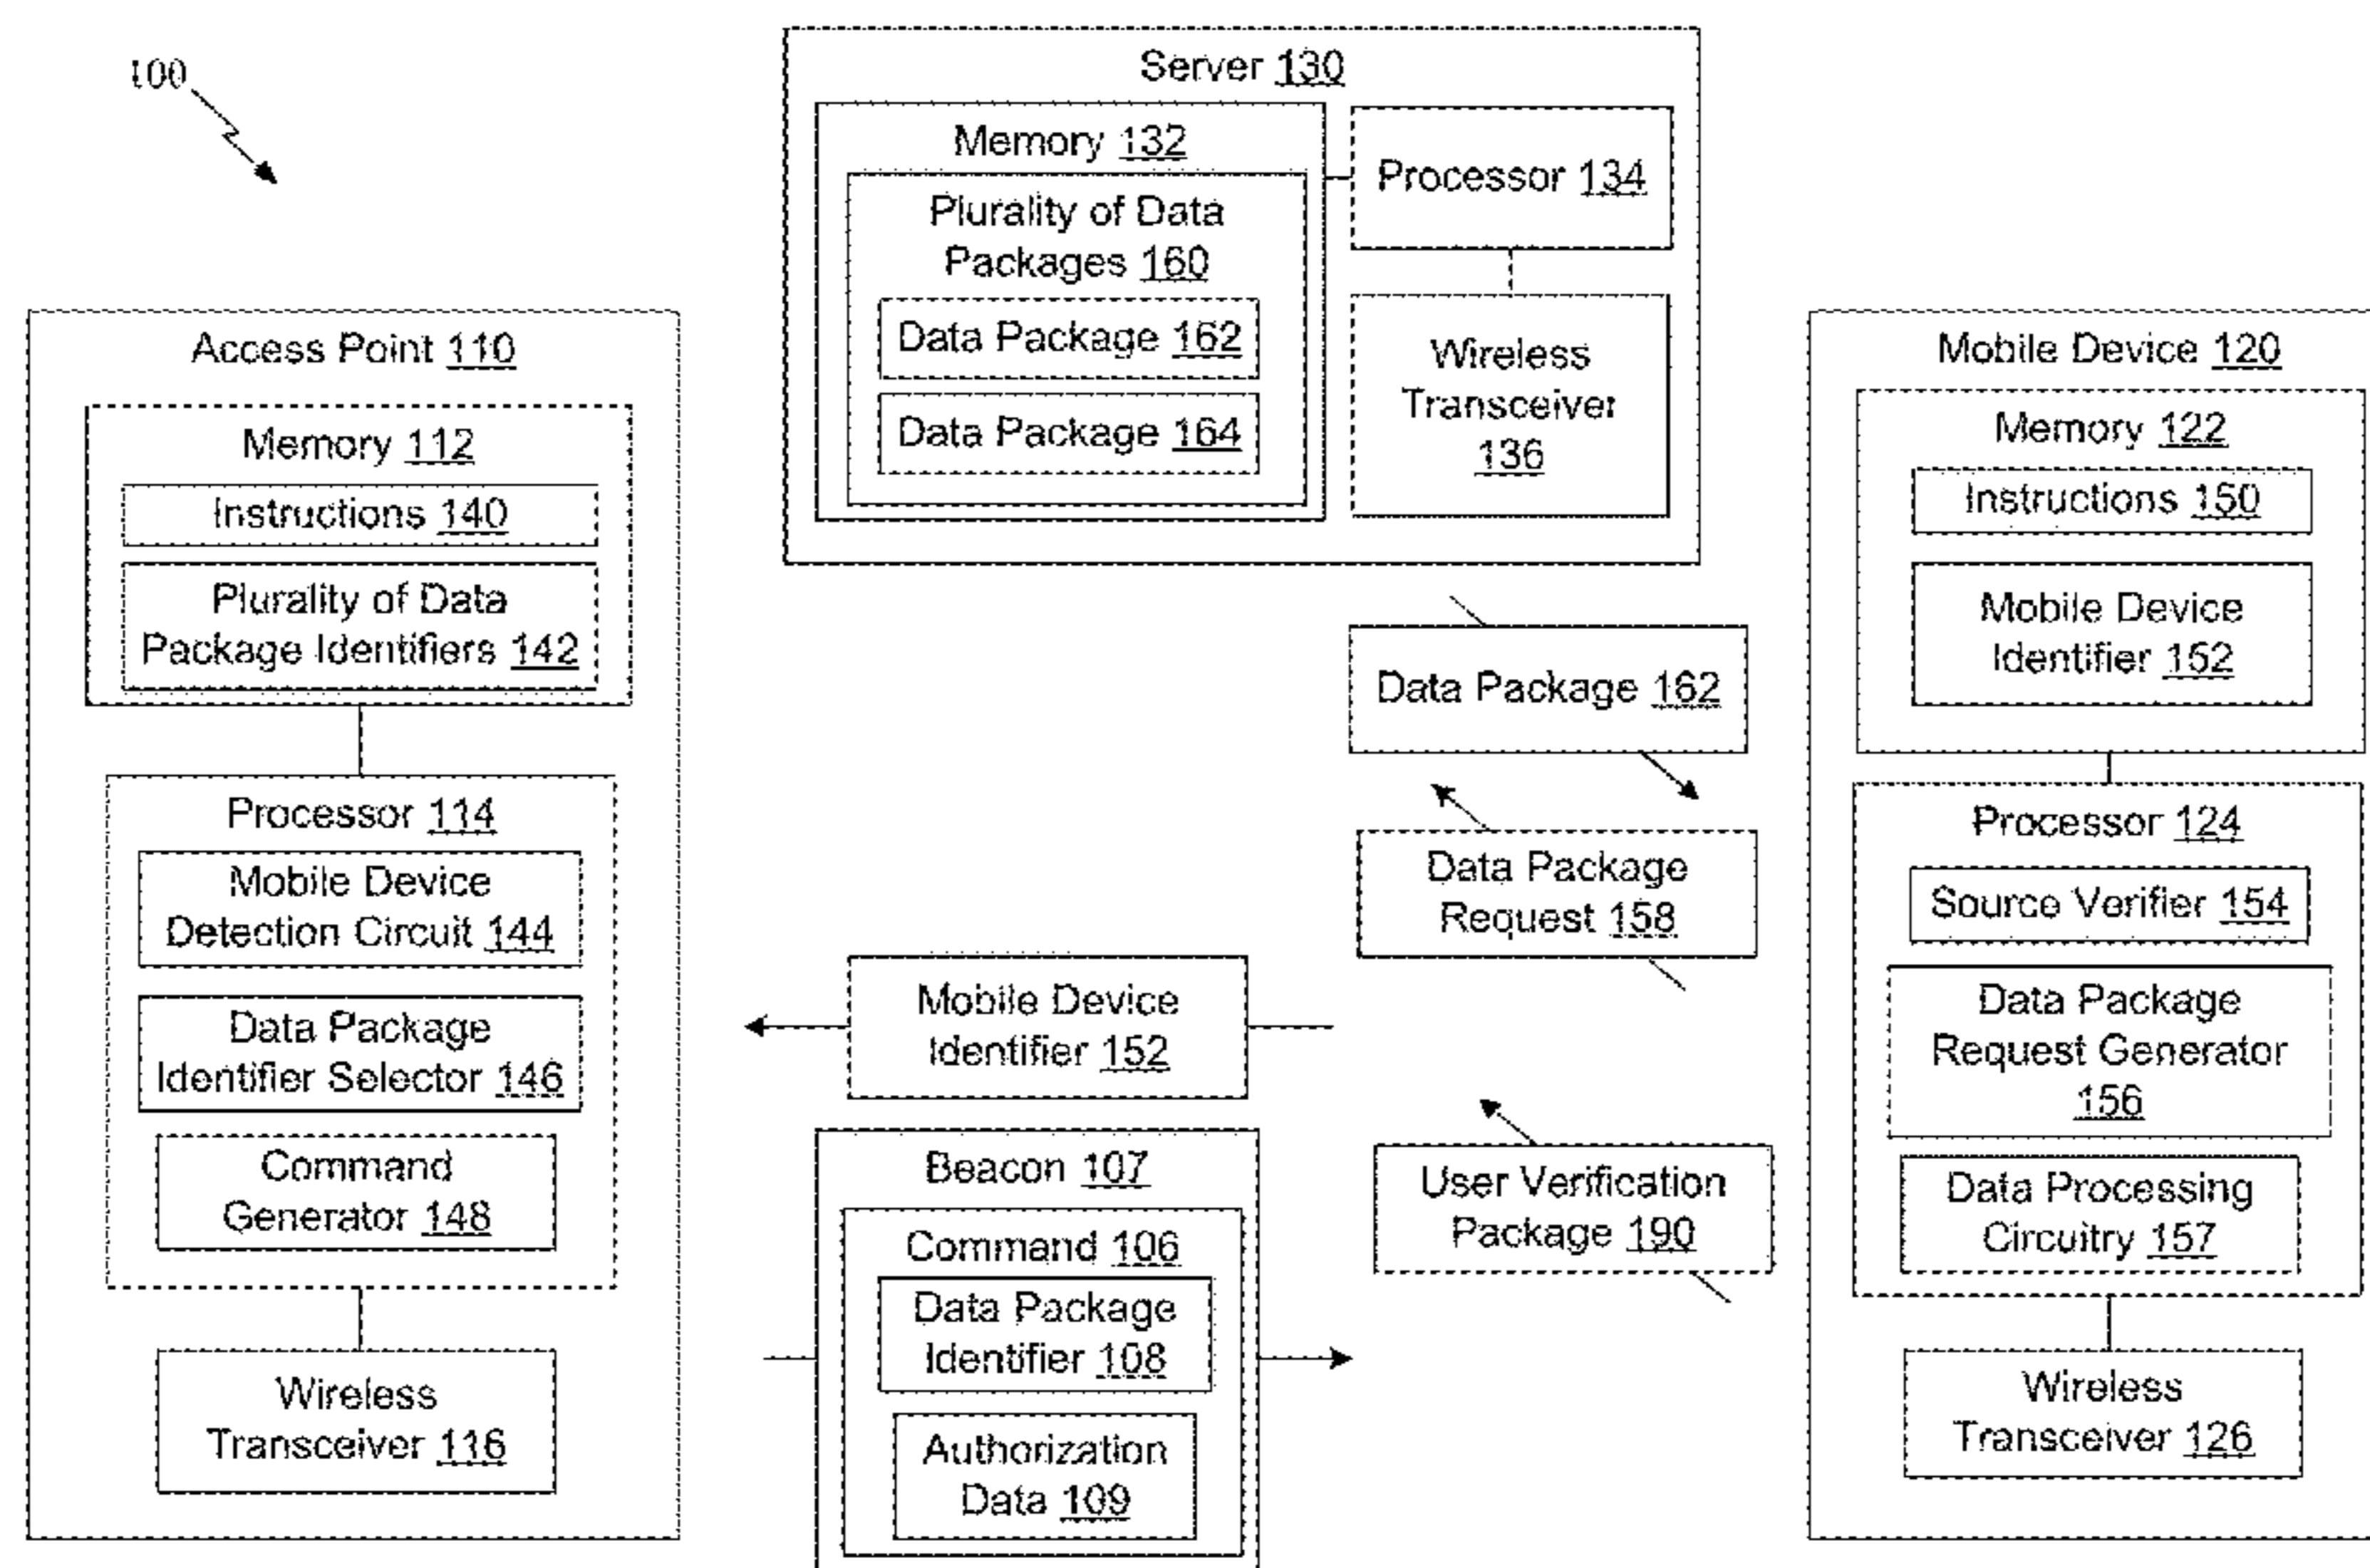 100
Server 130
Memory 132
Plurality of Data
Packages 160
Data Package 162
Data Package 164
Processor 134
Wireless
Transceiver
136
Access Point 110
Memory 112
Instructions 140
Plurality of Data
Package Identifiers 142
Processor 114
Mobile Device
Detection Circuit 144
Data Package
Identifier Selector 146
Command
Generator 148
Wireless
Transceiver 116
Data Package 162
Data Package
Request 158
Mobile Device
Identifier 152
User Verification
Package 190
Beacon 107
Command 106
Data Package
Identifier 108
Authorization
Data 109
Mobile Device 120
Memory 122
Instructions 150
Mobile Device
Identifier 152
Processor 124
Source Verifier 154
Data Package
Request Generator
156
Data Processing
Circuitry 157
Wireless
Transceiver 126